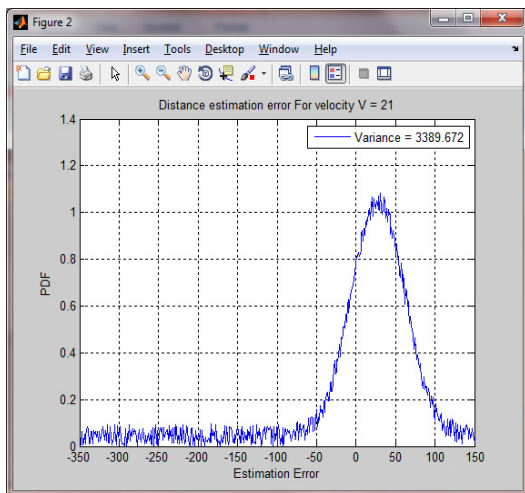 Figure 2
File Edit View Insert Tools Desktop Window Help
Distance estimation error For velocity V = 21
Variance = 3389.672
1.4
1.2
1
0.8
0.6
0.4
0.2
0
PDF
-350 -300 -250 -200 -150 -100 -50 0 50 100 150
Estimation Error